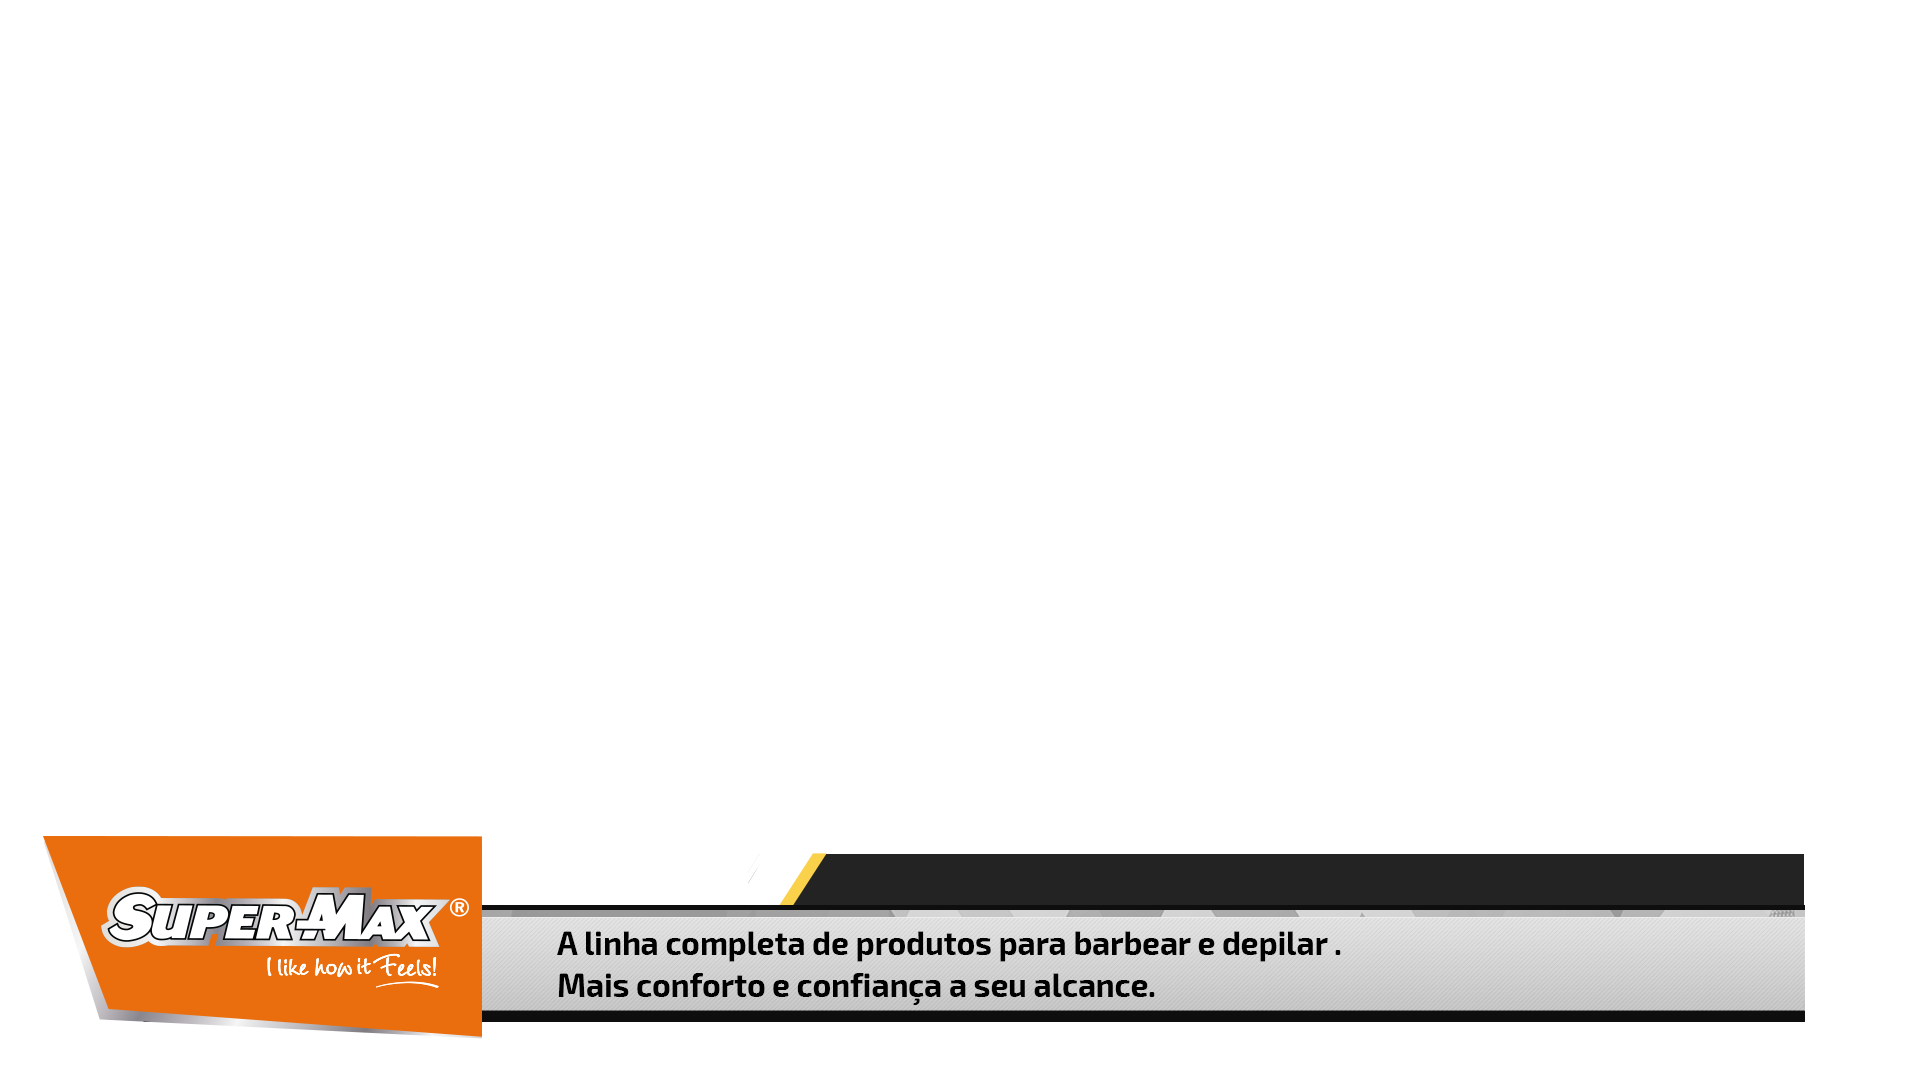 SUPER-MAX®
I like how it Feels!
A linha completa de produtos para barbear e depilar .
Mais conforto e confiança a seu alcance.